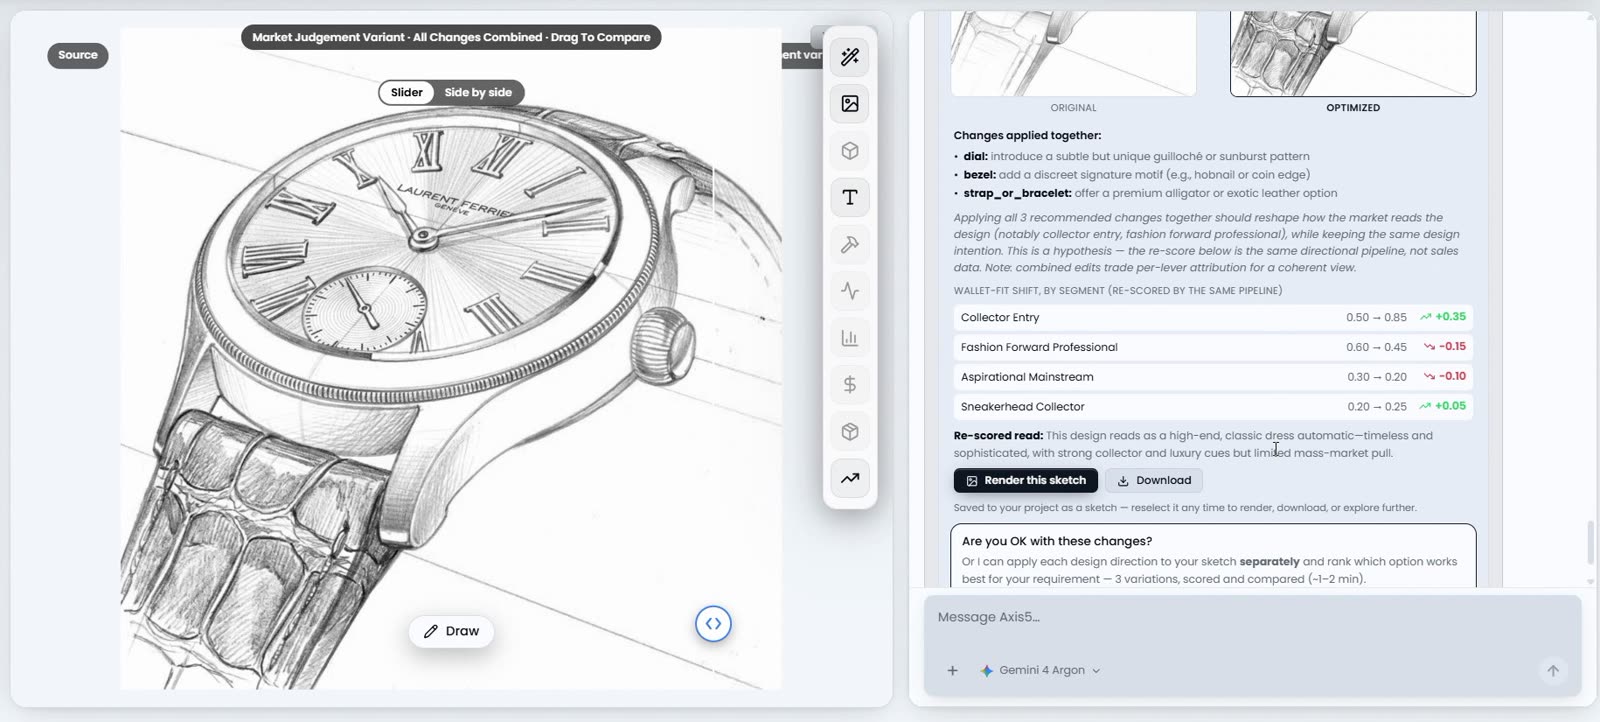 Market Judgement Variant · All Changes Combined · Drag To Compare
Source
ent var
Slider
Side by side
XI
XII
LAURENT FERRIER
GENÈVE
Draw
ORIGINAL
OPTIMIZED
Changes applied together:
• dial: introduce a subtle but unique guilloché or sunburst pattern
• bezel: add a discreet signature motif (e.g., hobnail or coin edge)
• strap_or_bracelet: offer a premium alligator or exotic leather option
Applying all 3 recommended changes together should reshape how the market reads the
design (notably collector entry, fashion forward professional), while keeping the same design
intention. This is a hypothesis — the re-score below is the same directional pipeline, not sales
data. Note: combined edits trade per-lever attribution for a coherent view.
WALLET-FIT SHIFT, BY SEGMENT (RE-SCORED BY THE SAME PIPELINE)
Collector Entry 0.50 → 0.85 +0.35
Fashion Forward Professional 0.60 → 0.45 -0.15
Aspirational Mainstream 0.30 → 0.20 -0.10
Sneakerhead Collector 0.20 → 0.25 +0.05
Re-scored read: This design reads as a high-end, classic dress automatic—timeless and
sophisticated, with strong collector and luxury cues but limited mass-market pull.
Render this sketch
Download
Saved to your project as a sketch — reselect it any time to render, download, or explore further.
Are you OK with these changes?
Or I can apply each design direction to your sketch separately and rank which option works
best for your requirement — 3 variations, scored and compared (~1–2 min).
Message Axis5…
Gemini 4 Argon